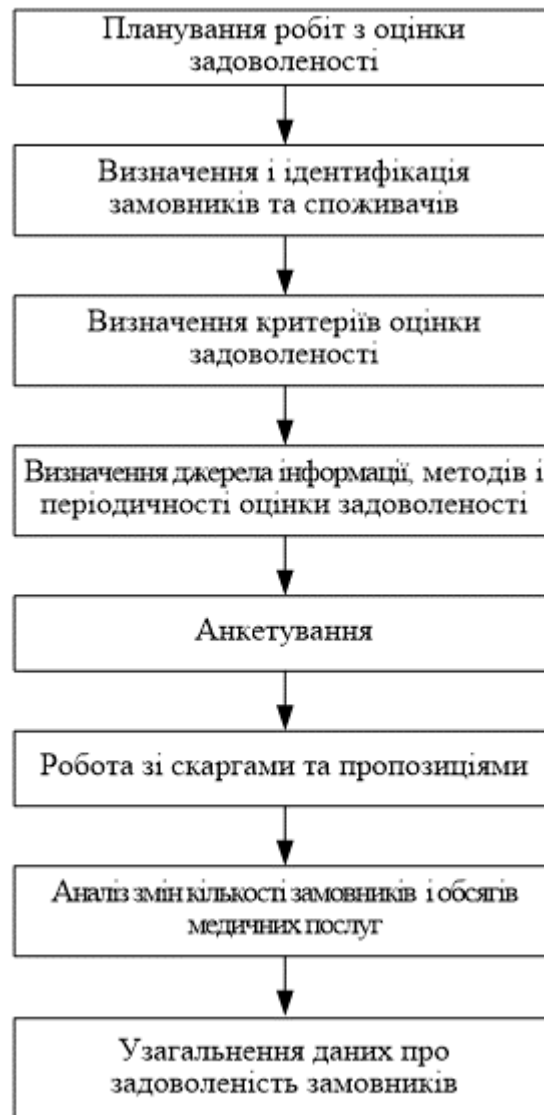 Планування робіт з оцінки
задоволеності
Визначення і ідентифікація
замовників та споживачів
Визначення критеріїв оцінки
задоволеності
Визначення джерела інформації, методів і
періодичності оцінки задоволеності
Анкетування
Робота зі скаргами та пропозиціями
Аналіз змін кількості замовників і обсягів
медичних послуг
Узагальнення даних про
задоволеність замовників